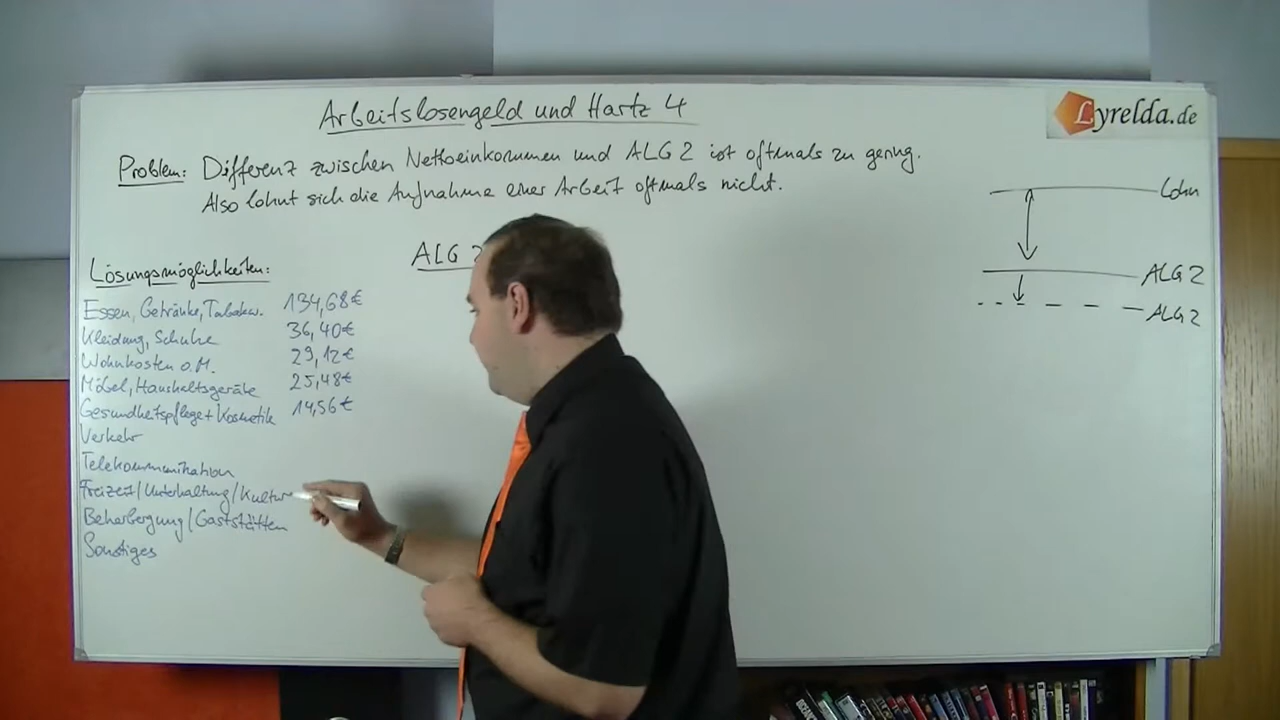 Arbeitslosengeld und Hartz 4
Lyrelda.de
Problem: Differenz zwischen Nettoeinkommen und ALG 2 ist oftmals zu gering.
Also lohnt sich die Aufnahme einer Arbeit oftmals nicht.
Lohn
ALG 2
ALG 2
ALG 2
Lösungsmöglichkeiten:
Essen, Getränke, Tabakw. 134,68€
Kleidung, Schuhe 36,40€
Wohnkosten o.M. 29,12€
Möbel, Haushaltsgeräte 25,48€
Gesundheitspflege + Kosmetik 14,56€
Verkehr
Telekommunikation
Freizeit/Unterhaltung/Kultur
Beherbergung/Gaststätten
Sonstiges